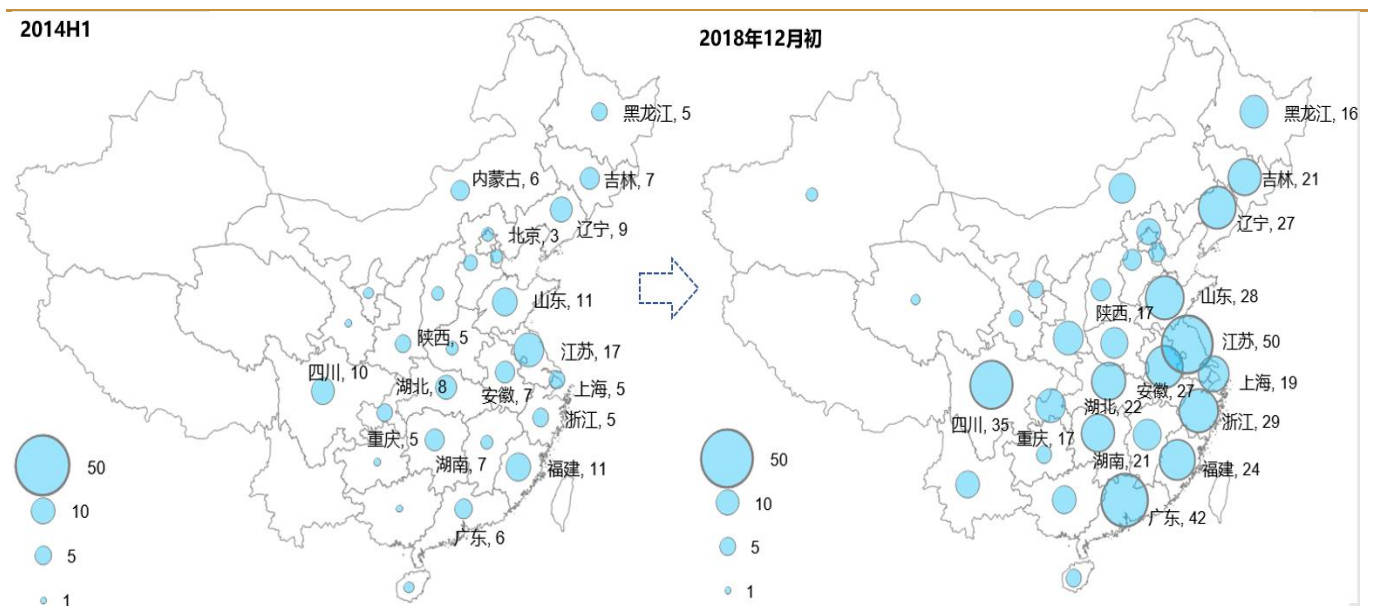 2014H1
黑龙江, 5
内蒙古, 6
吉林, 7
辽宁, 9
北京, 3
山东, 11
陕西, 5
江苏, 17
四川, 10
湖北, 8
安徽, 7
上海, 5
重庆, 5
浙江, 5
湖南, 7
福建, 11
广东, 6
50
10
5
1
2018年12月初
黑龙江, 16
吉林, 21
辽宁, 27
山东, 28
陕西, 17
江苏, 50
上海, 19
安徽, 27
湖北, 22
四川, 35
浙江, 29
重庆, 17
湖南, 21
福建, 24
广东, 42
50
10
5
1